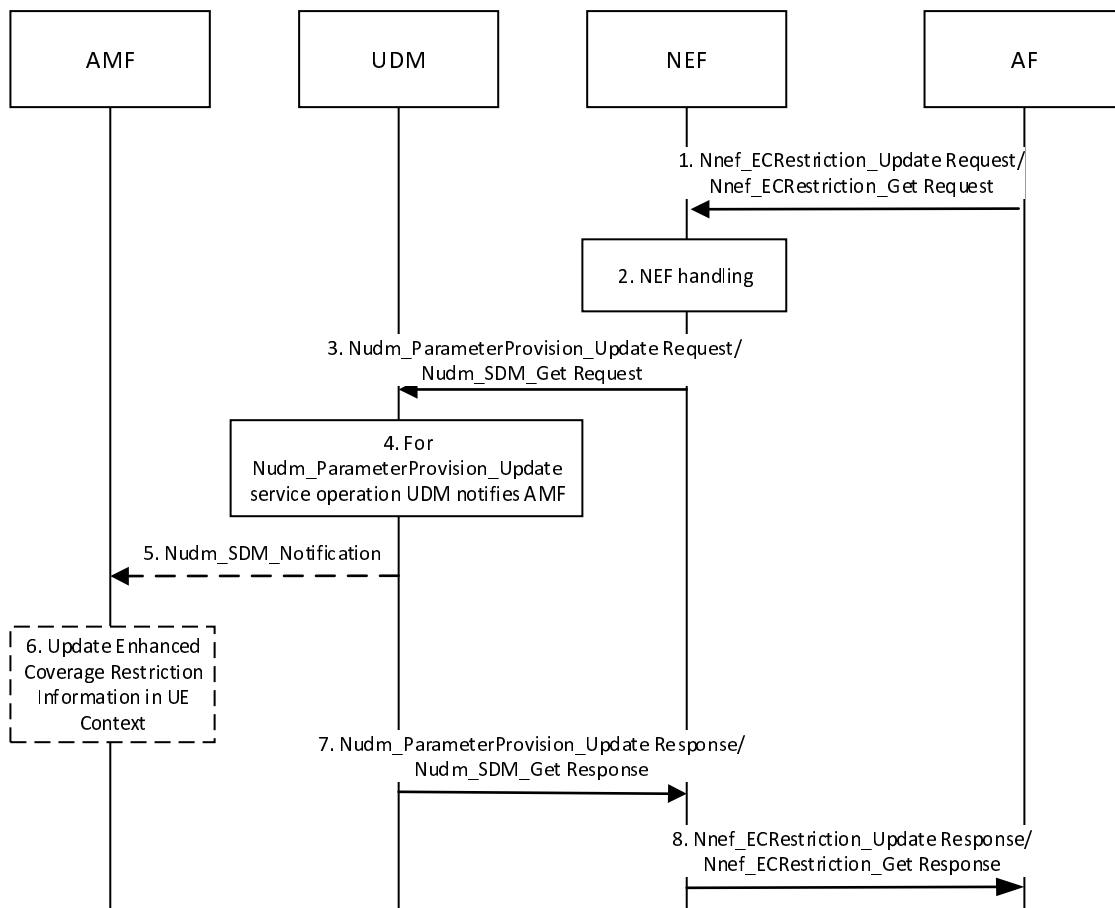 AMF
UDM
NEF
AF
1. Nnef_ECRestriction_Update Request/
Nnef_ECRestriction_Get Request
2. NEF handling
3. Nudm_ParameterProvision_Update Request/
Nudm_SDM_Get Request
4. For
Nudm_ParameterProvision_Update
service operation UDM notifies AMF
5. Nudm_SDM_Notification
6. Update Enhanced
Coverage Restriction
Information in UE
Context
7. Nudm_ParameterProvision_Update Response/
Nudm_SDM_Get Response
8. Nnef_ECRestriction_Update Response/
Nnef_ECRestriction_Get Response